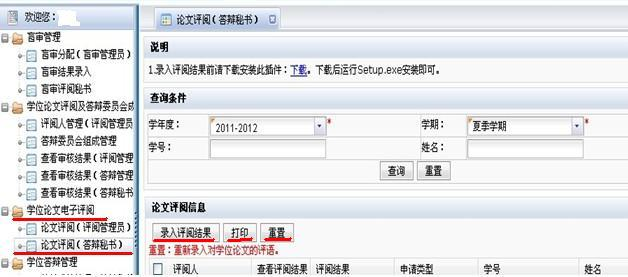 欢迎您：
论文评阅（答辩秘书）
盲审管理
盲审分配（盲审管理员）
盲审结果录入
盲审评阅秘书
学位论文评阅及答辩委员会成
评阅人管理（评阅管理员
答辩委员会组成管理
查看审核结果（评阅管理
查看审核结果（答辩管理
查看审核结果（答辩秘书
学位论文电子评阅
论文评阅（评阅管理员）
论文评阅（答辩秘书）
学位答辩管理
说明
1.录入评阅结果前请下载安装此插件：下载。下载后运行Setup.exe安装即可。
查询条件
学年度： 2011-2012 * 学期： 夏季学期 *
学号： 姓名：
查询 重置
论文评阅信息
录入评阅结果 打印 重置
重置：重新录入对学位论文的评语。
评阅人 查看评阅结果 评阅结果 申请类型 学号 姓名